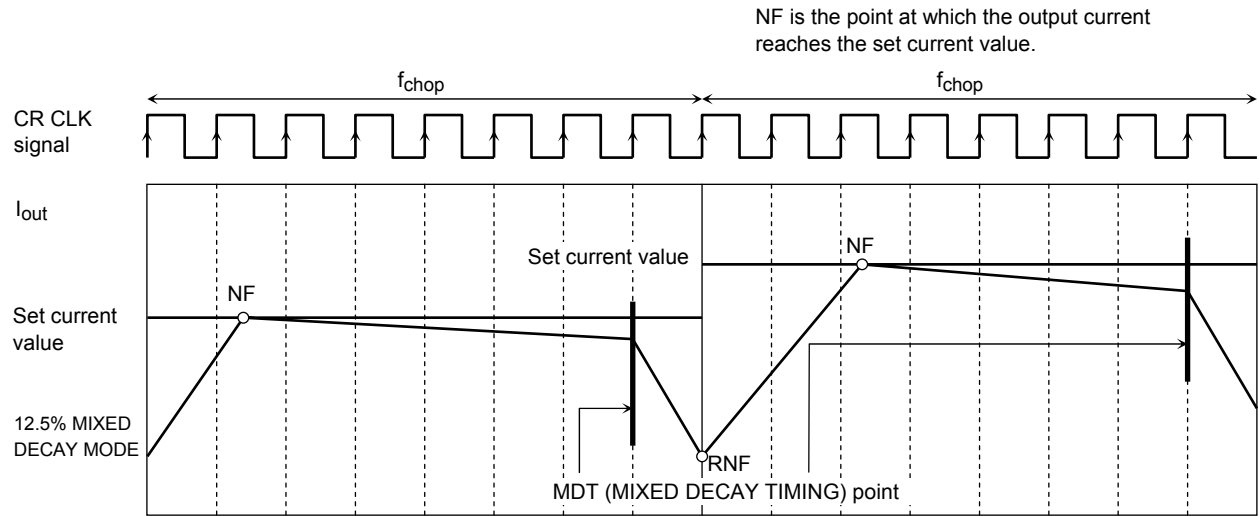 NF is the point at which the output current
reaches the set current value.
fchop
fchop
CR CLK
signal
Iout
Set current value
NF
NF
Set current
value
12.5% MIXED
DECAY MODE
RNF
MDT (MIXED DECAY TIMING) point